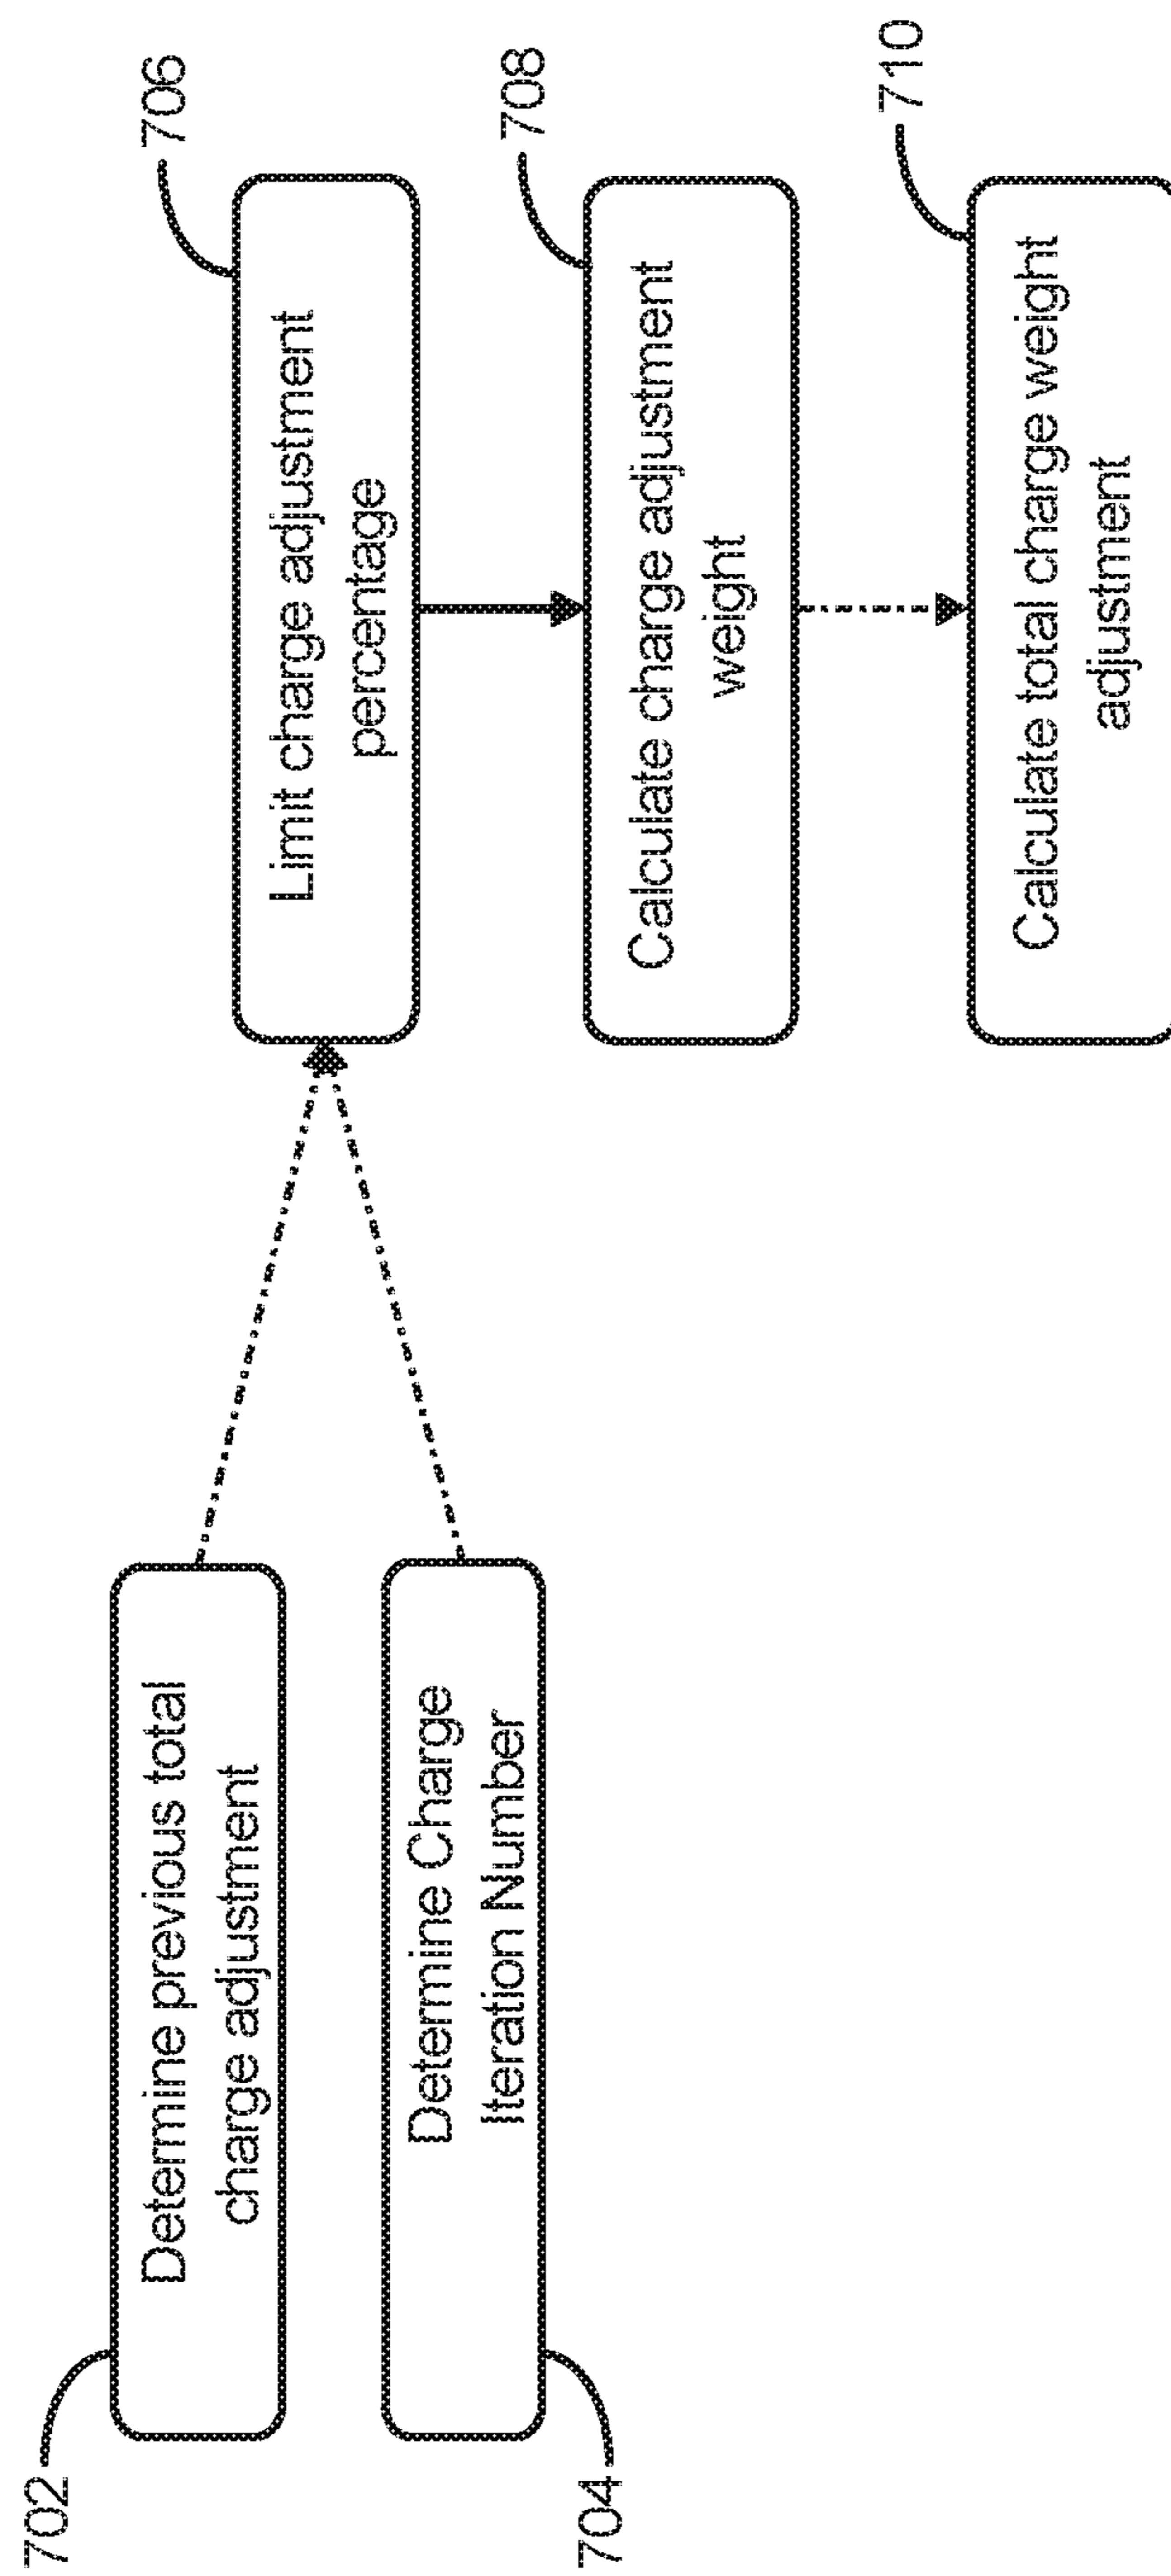 702
Determine previous total
charge adjustment
704
Determine Charge
Iteration Number
706
Limit charge adjustment
percentage
708
Calculate charge adjustment
weight
710
Calculate total charge weight
adjustment